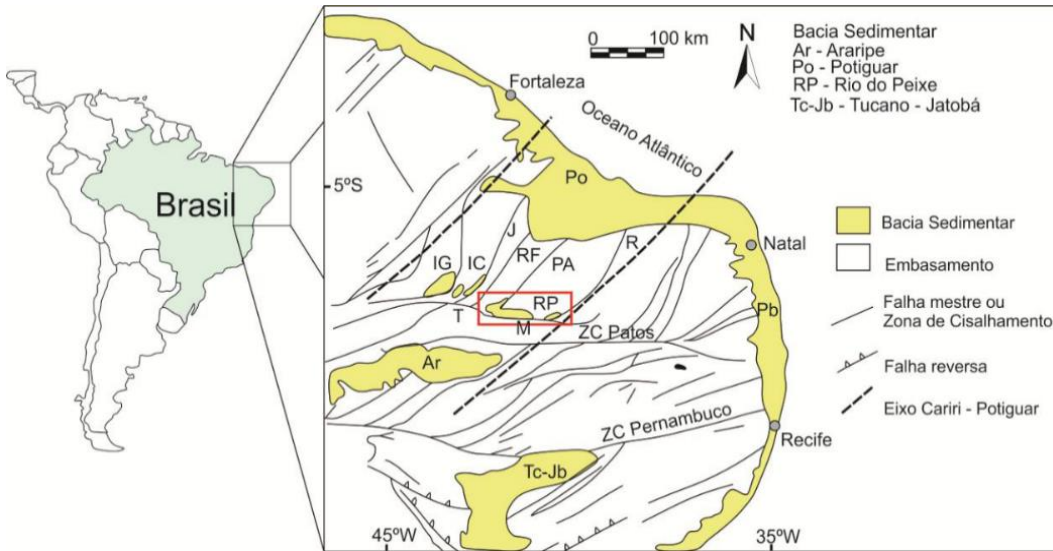 Brasil
0 100 km
N
Fortaleza
Oceano Atlântico
5ºS
Po
Natal
J
RF
PA
R
IG
IC
RP
T
M
ZC Patos
Pb
Ar
ZC Pernambuco
Recife
Tc-Jb
45ºW
35ºW
Bacia Sedimentar
Ar - Araripe
Po - Potiguar
RP - Rio do Peixe
Tc-Jb - Tucano - Jatobá
Bacia Sedimentar
Embasamento
Falha mestre ou
Zona de Cisalhamento
Falha reversa
Eixo Cariri - Potiguar